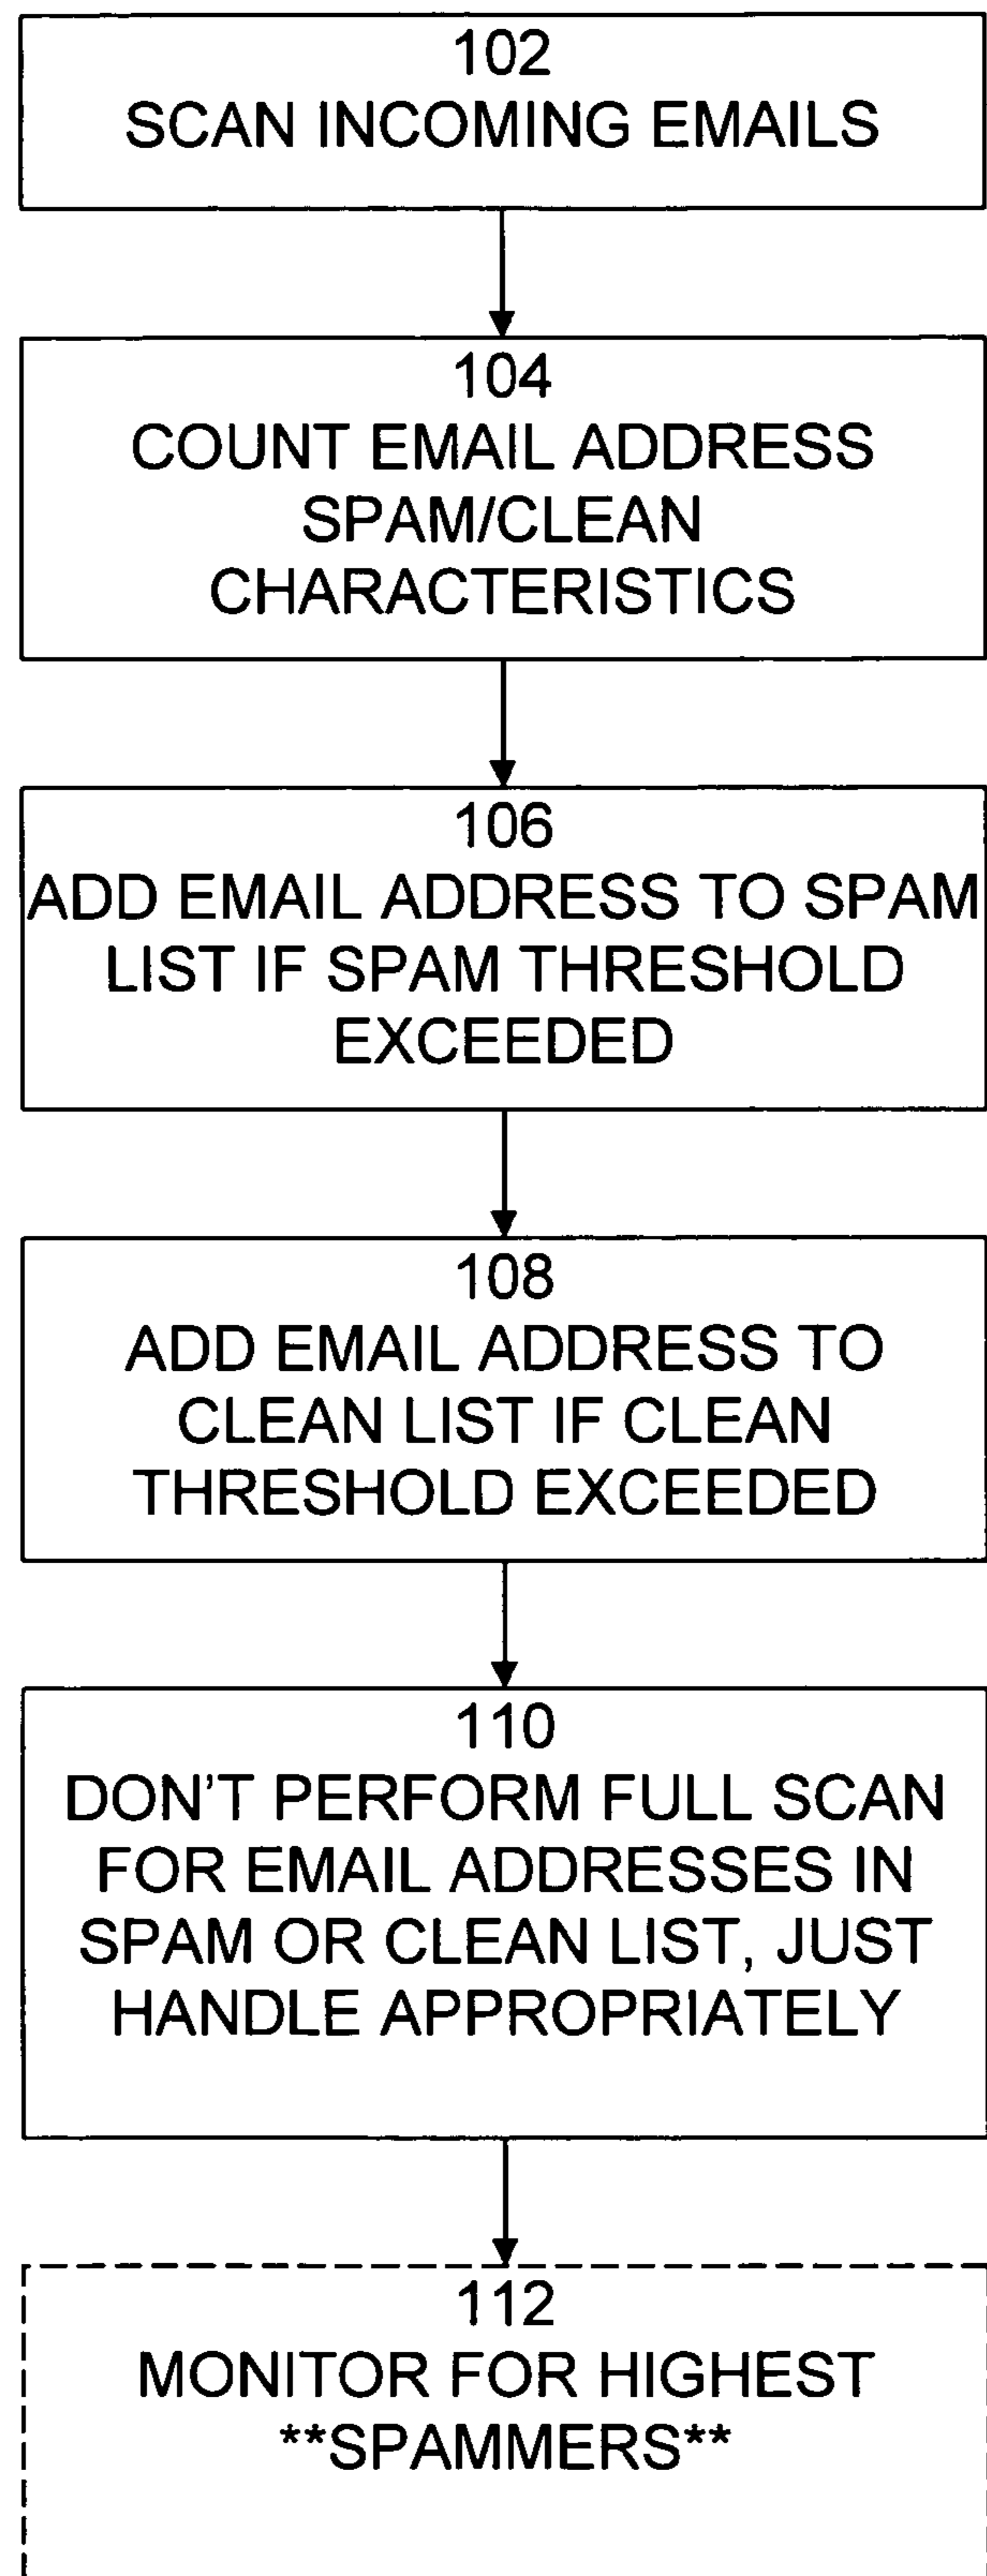 102
SCAN INCOMING EMAILS
104
COUNT EMAIL ADDRESS
SPAM/CLEAN
CHARACTERISTICS
106
ADD EMAIL ADDRESS TO SPAM
LIST IF SPAM THRESHOLD
EXCEEDED
108
ADD EMAIL ADDRESS TO
CLEAN LIST IF CLEAN
THRESHOLD EXCEEDED
110
DON'T PERFORM FULL SCAN
FOR EMAIL ADDRESSES IN
SPAM OR CLEAN LIST, JUST
HANDLE APPROPRIATELY
112
MONITOR FOR HIGHEST
**SPAMMERS**